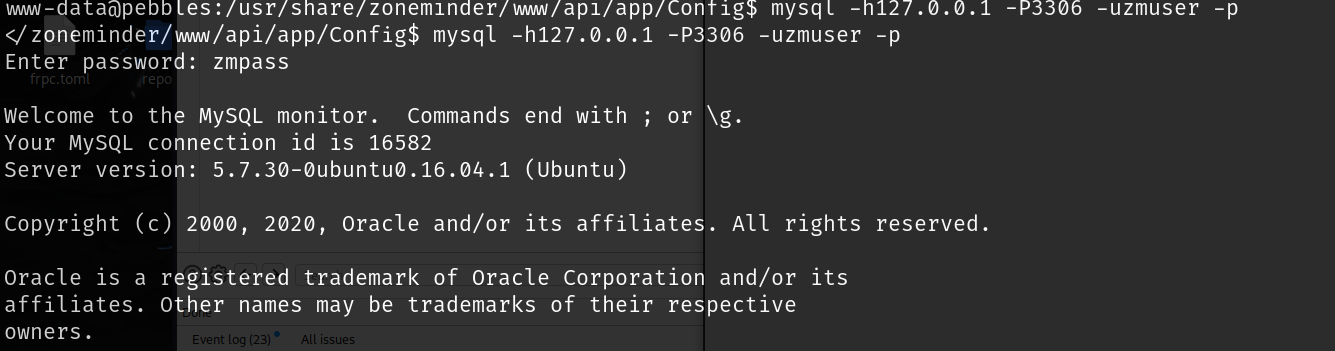 www-data@pebbles:/usr/share/zoneminder/www/api/app/Config$ mysql -h127.0.0.1 -P3306 -uzmuser -p
</zoneminder/www/api/app/Config$ mysql -h127.0.0.1 -P3306 -uzmuser -p
Enter password: zmpass
frpc.toml repo
Welcome to the MySQL monitor.  Commands end with ; or \g.
Your MySQL connection id is 16582
Server version: 5.7.30-0ubuntu0.16.04.1 (Ubuntu)
Copyright (c) 2000, 2020, Oracle and/or its affiliates. All rights reserved.
Oracle is a registered trademark of Oracle Corporation and/or its
affiliates. Other names may be trademarks of their respective
Done
owners.
Event log (23) All issues